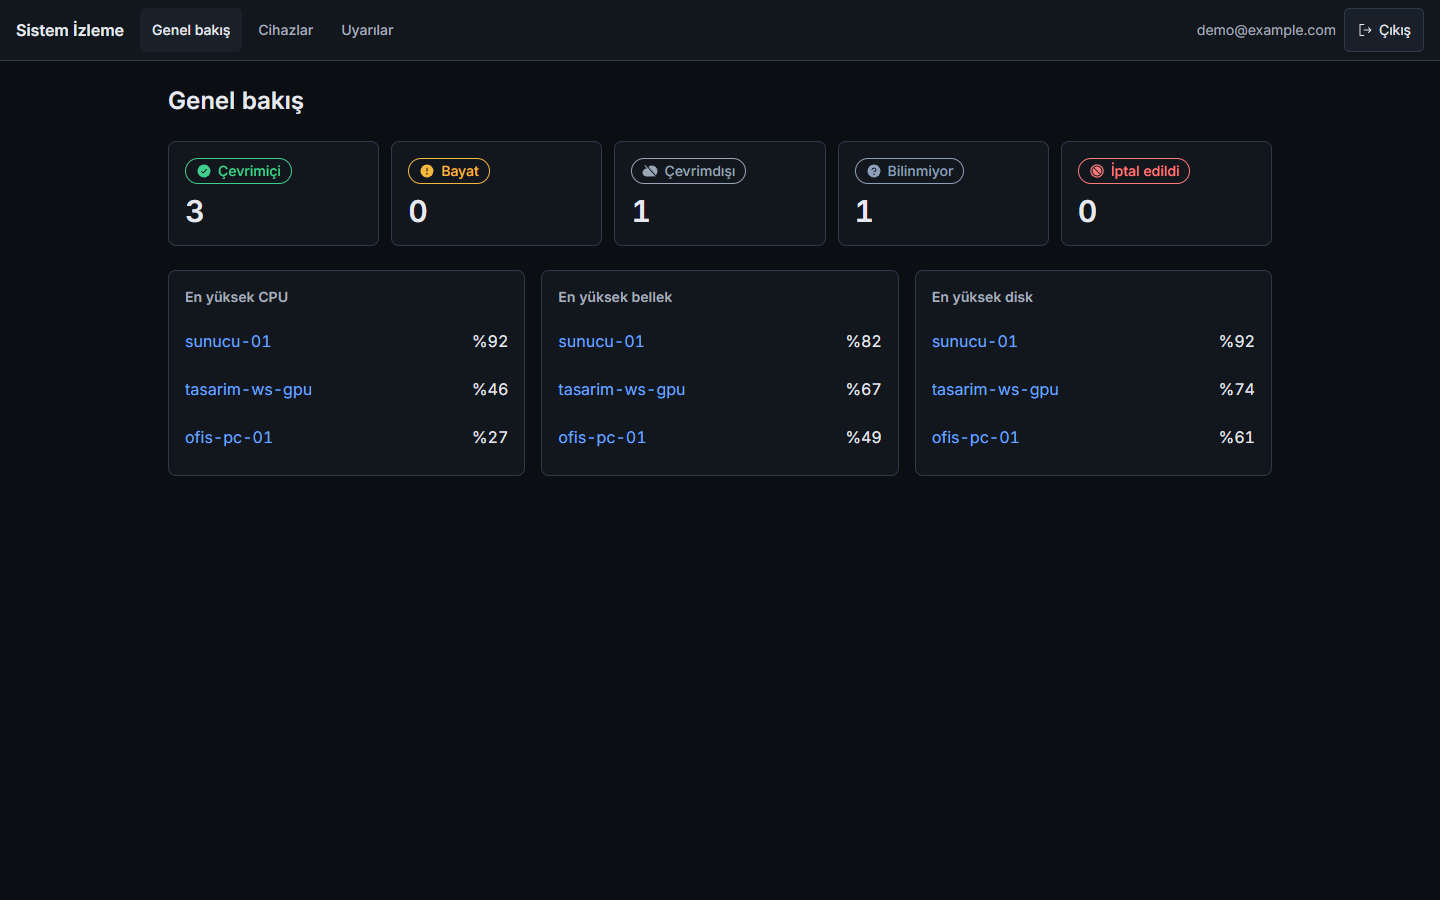 Sistem İzleme Genel bakış Cihazlar Uyarılar demo@example.com Çıkış
Genel bakış
Çevrimiçi Bayat Çevrimdışı Bilinmiyor İptal edildi
3 0 1 1 0
En yüksek CPU
sunucu-01 %92
tasarim-ws-gpu %46
ofis-pc-01 %27
En yüksek bellek
sunucu-01 %82
tasarim-ws-gpu %67
ofis-pc-01 %49
En yüksek disk
sunucu-01 %92
tasarim-ws-gpu %74
ofis-pc-01 %61